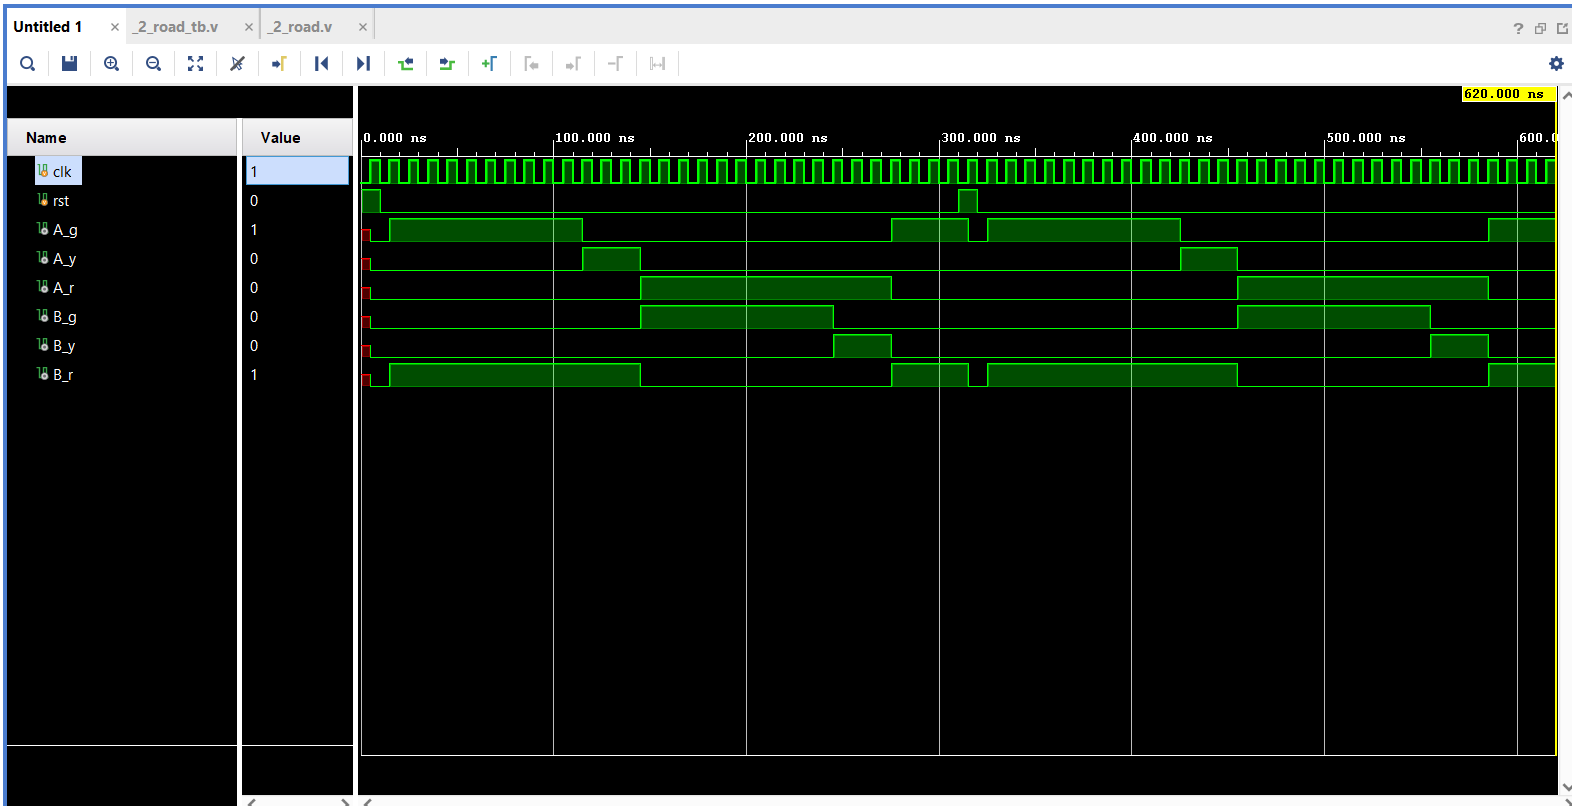 Untitled 1 × _2_road_tb.v × _2_road.v ×
?
620.000 ns
Name Value
0.000 ns 100.000 ns 200.000 ns 300.000 ns 400.000 ns 500.000 ns 600.0
clk 1
rst 0
A_g 1
A_y 0
A_r 0
B_g 0
B_y 0
B_r 1